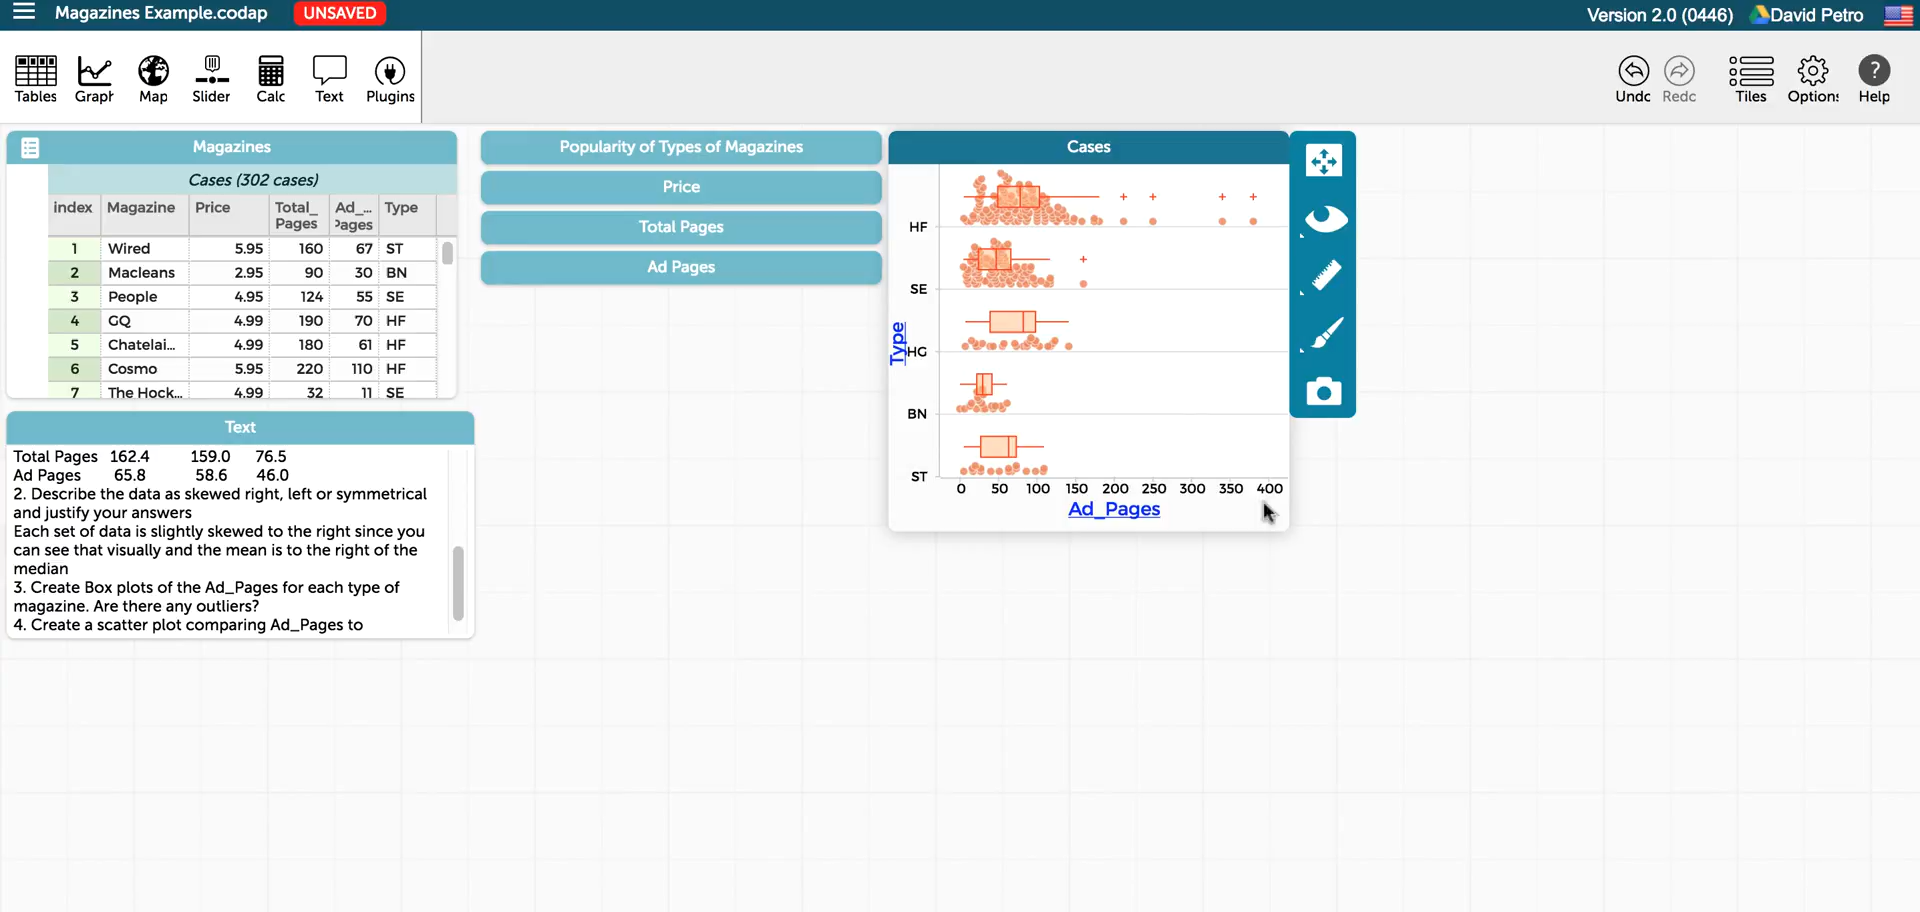 Magazines Example.codap UNSAVED Version 2.0 (0446) David Petro
Tables Graph Map Slider Calc Text Plugins Undo Redo Tiles Options Help
Magazines
Cases (302 cases)
index Magazine Price Total_ Pages Ad_... Pages Type
1 Wired 5.95 160 67 ST
2 Macleans 2.95 90 30 BN
3 People 4.95 124 55 SE
4 GQ 4.99 190 70 HF
5 Chatelai... 4.99 180 61 HF
6 Cosmo 5.95 220 110 HF
7 The Hock... 4.99 32 11 SE
Text
Total Pages 162.4 159.0 76.5
Ad Pages 65.8 58.6 46.0
2. Describe the data as skewed right, left or symmetrical
and justify your answers
Each set of data is slightly skewed to the right since you
can see that visually and the mean is to the right of the
median
3. Create Box plots of the Ad_Pages for each type of
magazine. Are there any outliers?
4. Create a scatter plot comparing Ad_Pages to
Popularity of Types of Magazines
Price
Total Pages
Ad Pages
Cases
HF
SE
HG
BN
ST
Type
0 50 100 150 200 250 300 350 400
Ad_Pages